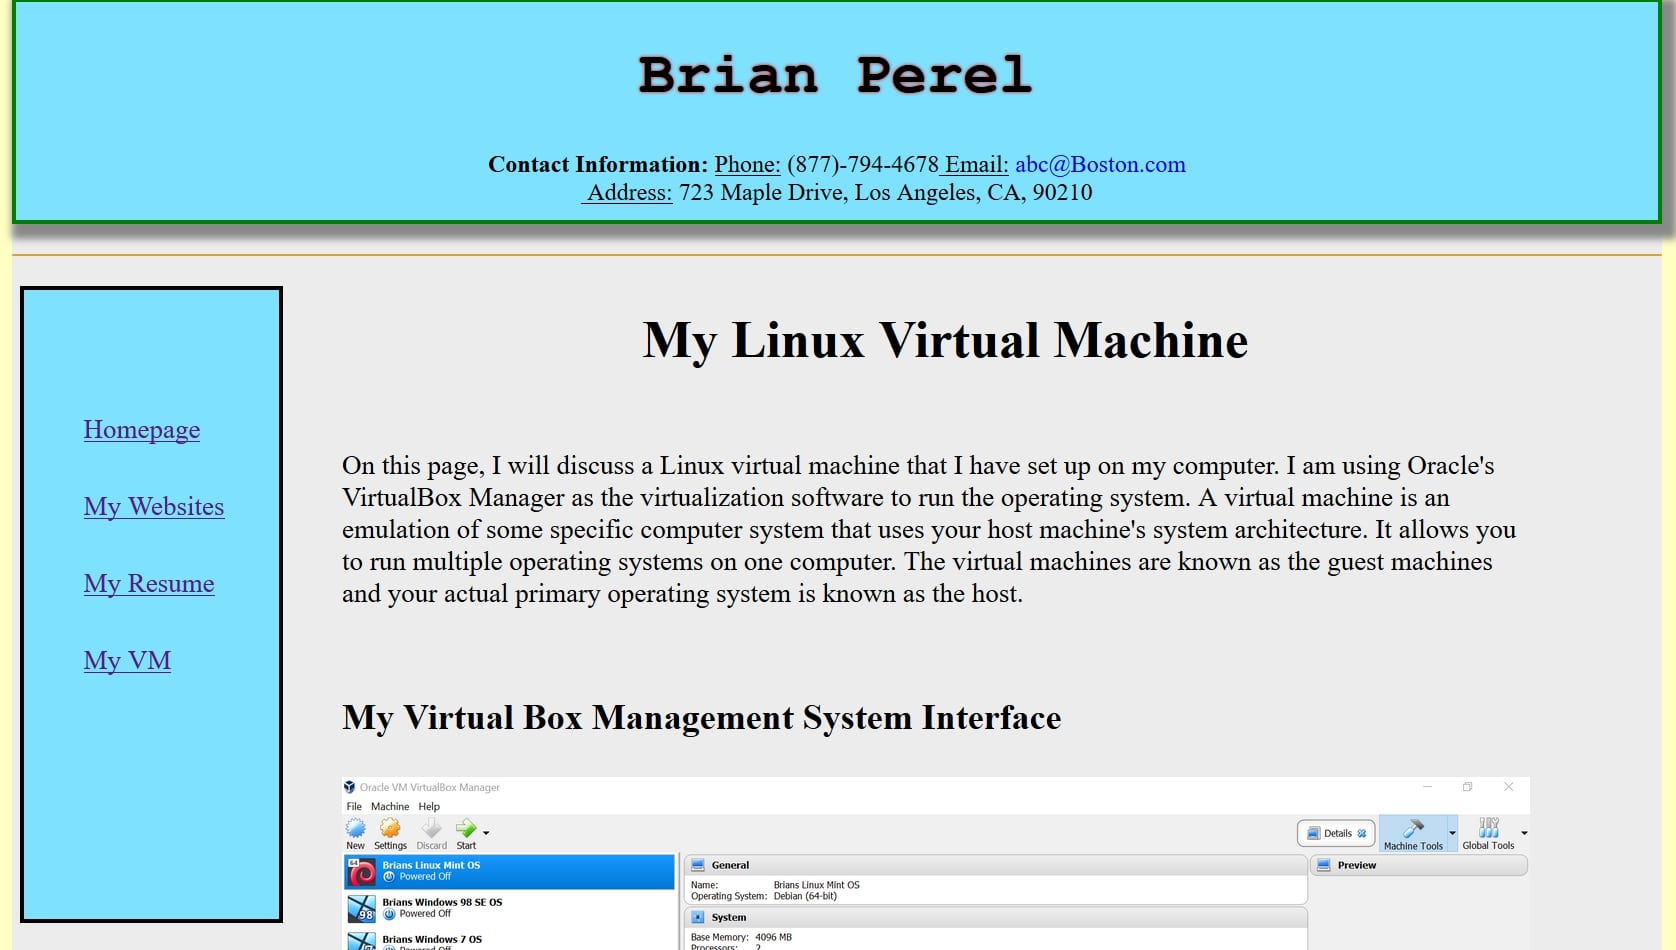 Brian Perel
Contact Information: Phone: (877)-794-4678 Email: abc@Boston.com
Address: 723 Maple Drive, Los Angeles, CA, 90210
Homepage
My Websites
My Resume
My VM
My Linux Virtual Machine
On this page, I will discuss a Linux virtual machine that I have set up on my computer. I am using Oracle's
VirtualBox Manager as the virtualization software to run the operating system. A virtual machine is an
emulation of some specific computer system that uses your host machine's system architecture. It allows you
to run multiple operating systems on one computer. The virtual machines are known as the guest machines
and your actual primary operating system is known as the host.
My Virtual Box Management System Interface
Oracle VM VirtualBox Manager
File Machine Help
New Settings Discard Start
Details Machine Tools Global Tools
64
Brians Linux Mint OS
Powered Off
98
Brians Windows 98 SE OS
Powered Off
Brians Windows 7 OS
Powered Off
General
Name: Brians Linux Mint OS
Operating System: Debian (64-bit)
System
Base Memory: 4096 MB
Processors: 2
Preview